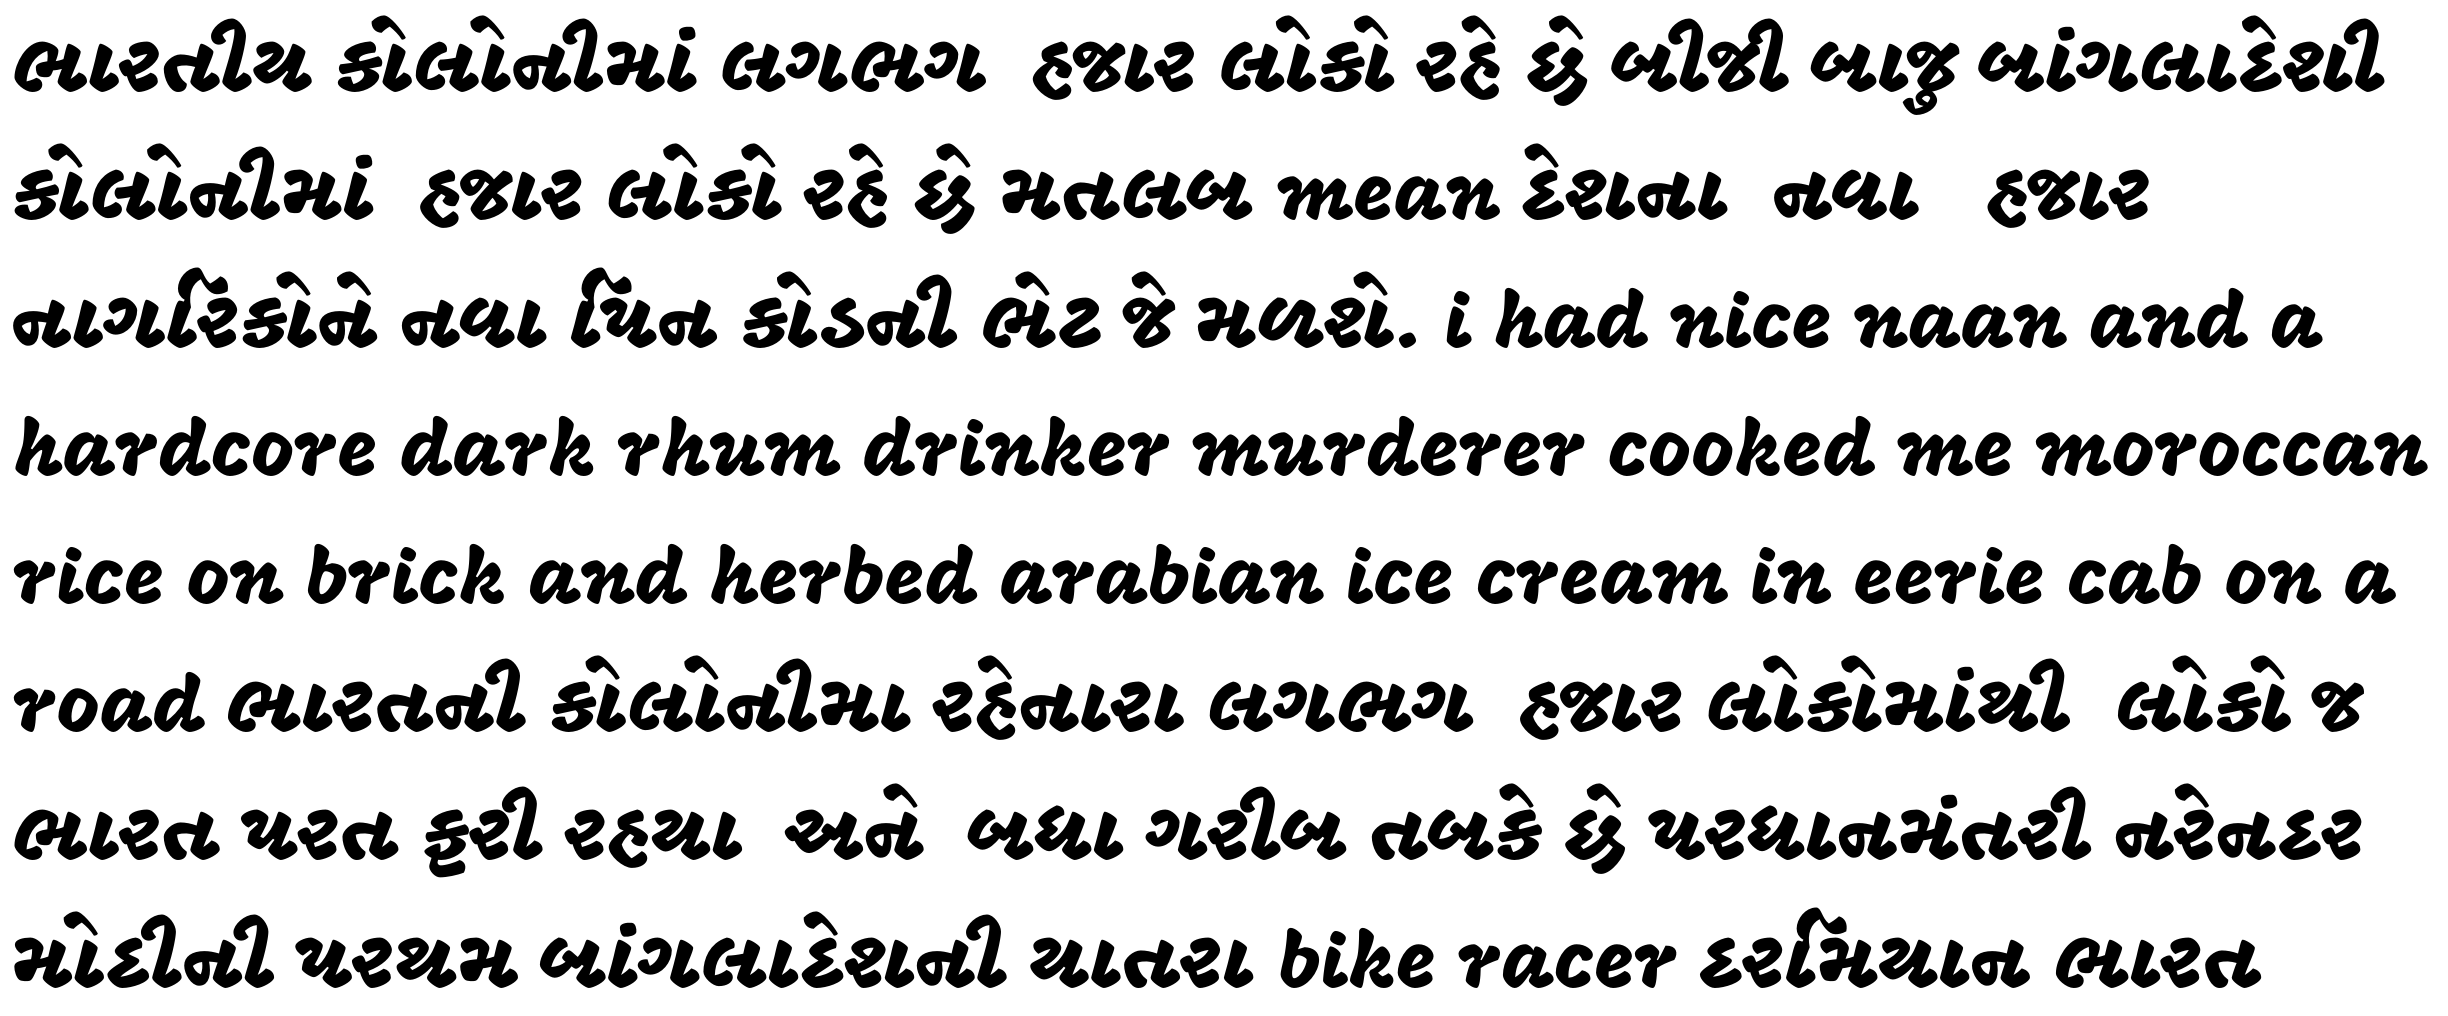 ભારતીય કોલોનીમાં લગભગ હજાર લોકો રહે છે બીજી બાજુ બાંગલાદેશી
કોલોનીમાં હજાર લોકો રહે છે મતલબ mean દેશના નવા હજાર
નાગરિકોને નવા પિન કોડની ભેટ જે મળશે. i had nice naan and a
hardcore dark rhum drinker murderer cooked me moroccan
rice on brick and herbed arabian ice cream in eerie cab on a
road ભારતની કોલોનીમા રહેનારા લગભગ હજાર લોકોમાંથી લોકો જ
ભારત પરત ફરી રહયા અને બધા ગરીબ તબકે છે પરધાનમંતરી નરેનદર
મોદીની પરથમ બાંગલાદેશની યાતરા bike racer દરમિયાન ભારત